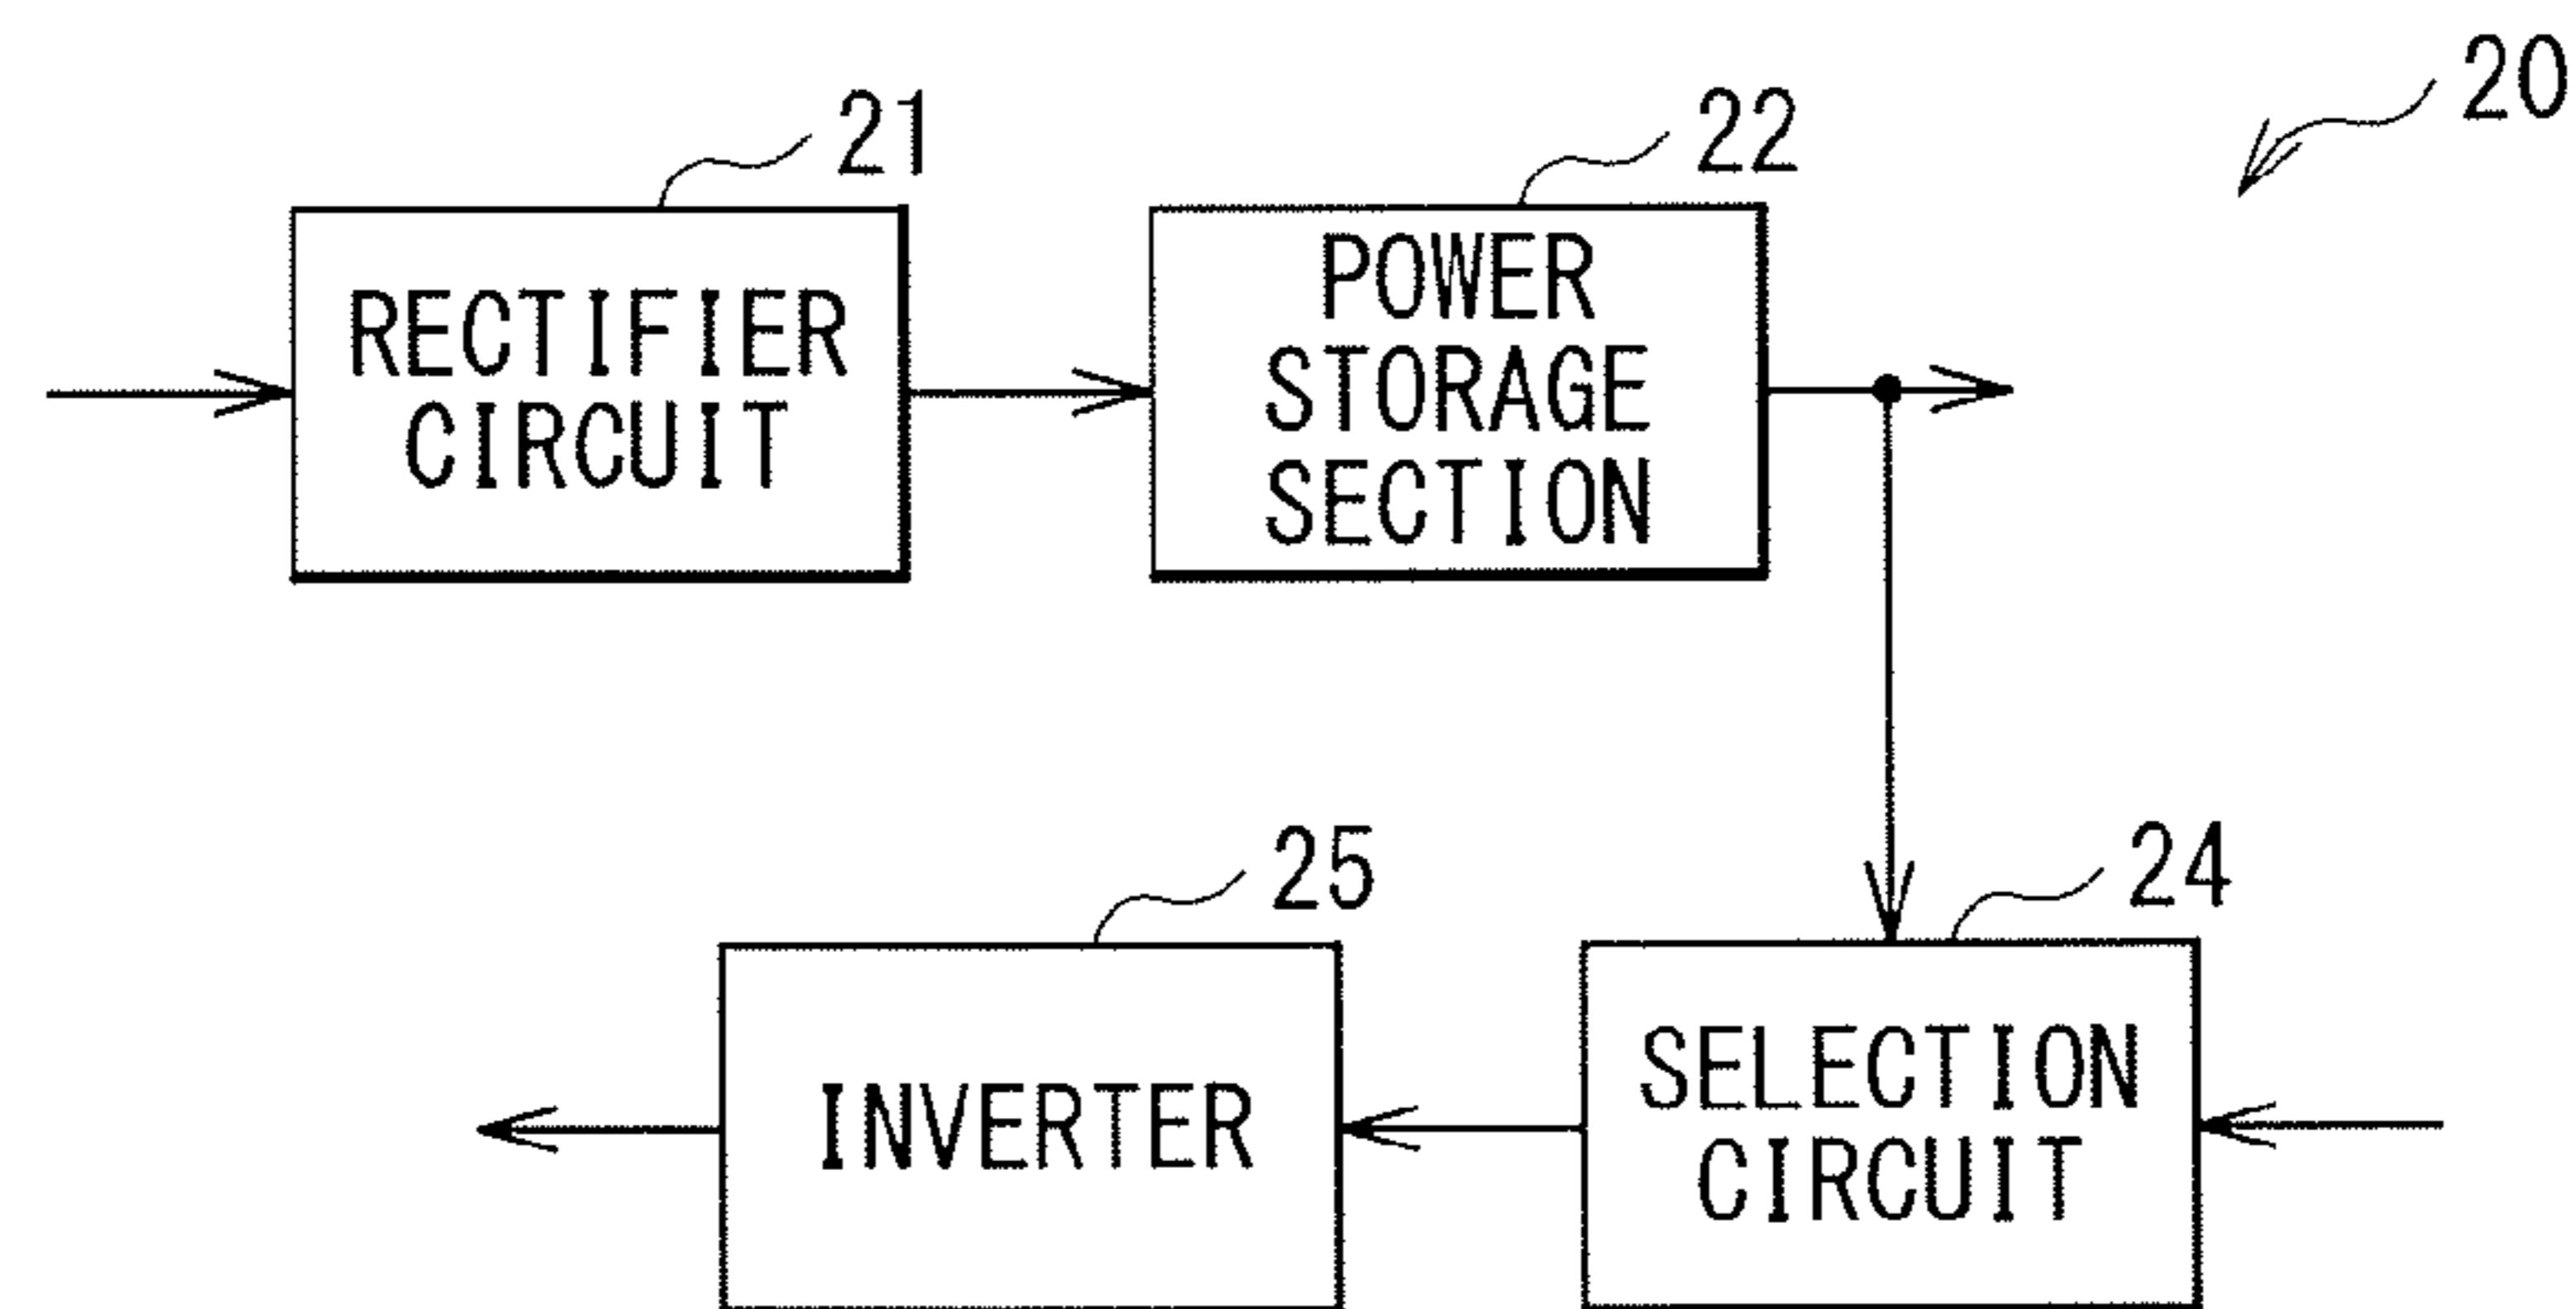 20
21
22
RECTIFIER
CIRCUIT
POWER
STORAGE
SECTION
25
24
INVERTER
SELECTION
CIRCUIT